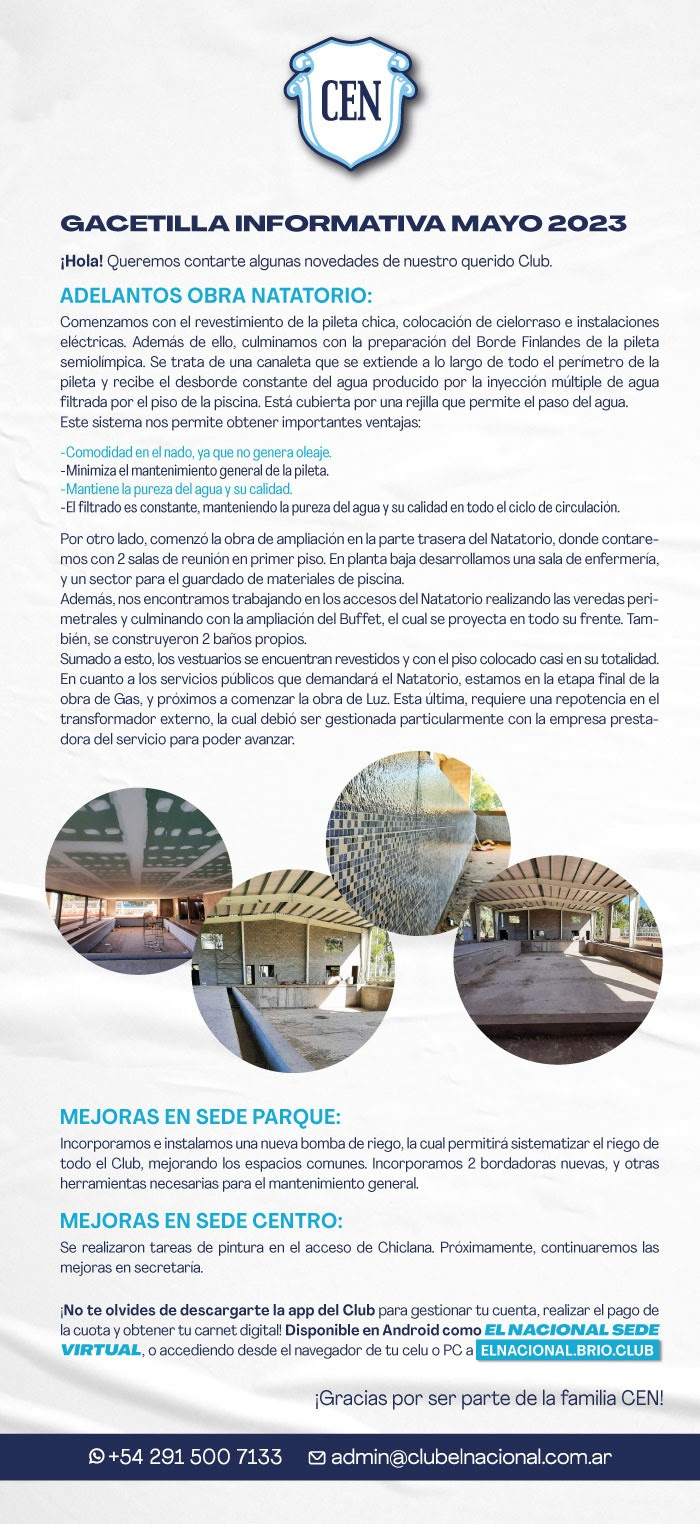 CEN
GACETILLA INFORMATIVA MAYO 2023
¡Hola! Queremos contarte algunas novedades de nuestro querido Club.
ADELANTOS OBRA NATATORIO:
Comenzamos con el revestimiento de la pileta chica, colocación de cielorraso e instalaciones
eléctricas. Además de ello, culminamos con la preparación del Borde Finlandes de la pileta
semiolímpica. Se trata de una canaleta que se extiende a lo largo de todo el perímetro de la
pileta y recibe el desborde constante del agua producido por la inyección múltiple de agua
filtrada por el piso de la piscina. Está cubierta por una rejilla que permite el paso del agua.
Este sistema nos permite obtener importantes ventajas:
-Comodidad en el nado, ya que no genera oleaje.
-Minimiza el mantenimiento general de la pileta.
-Mantiene la pureza del agua y su calidad.
-El filtrado es constante, manteniendo la pureza del agua y su calidad en todo el ciclo de circulación.
Por otro lado, comenzó la obra de ampliación en la parte trasera del Natatorio, donde contare-
mos con 2 salas de reunión en primer piso. En planta baja desarrollamos una sala de enfermería,
y un sector para el guardado de materiales de piscina.
Además, nos encontramos trabajando en los accesos del Natatorio realizando las veredas peri-
metrales y culminando con la ampliación del Buffet, el cual se proyecta en todo su frente. Tam-
bién, se construyeron 2 baños propios.
Sumado a esto, los vestuarios se encuentran revestidos y con el piso colocado casi en su totalidad.
En cuanto a los servicios públicos que demandará el Natatorio, estamos en la etapa final de la
obra de Gas, y próximos a comenzar la obra de Luz. Esta última, requiere una repotencia en el
transformador externo, la cual debió ser gestionada particularmente con la empresa presta-
dora del servicio para poder avanzar.
MEJORAS EN SEDE PARQUE:
Incorporamos e instalamos una nueva bomba de riego, la cual permitirá sistematizar el riego de
todo el Club, mejorando los espacios comunes. Incorporamos 2 bordadoras nuevas, y otras
herramientas necesarias para el mantenimiento general.
MEJORAS EN SEDE CENTRO:
Se realizaron tareas de pintura en el acceso de Chiclana. Próximamente, continuaremos las
mejoras en secretaría.
¡No te olvides de descargarte la app del Club para gestionar tu cuenta, realizar el pago de
la cuota y obtener tu carnet digital! Disponible en Android como EL NACIONAL SEDE
VIRTUAL, o accediendo desde el navegador de tu celu o PC a ELNACIONAL.BRIO.CLUB
¡Gracias por ser parte de la familia CEN!
+54 291 500 7133 admin@clubelnacional.com.ar